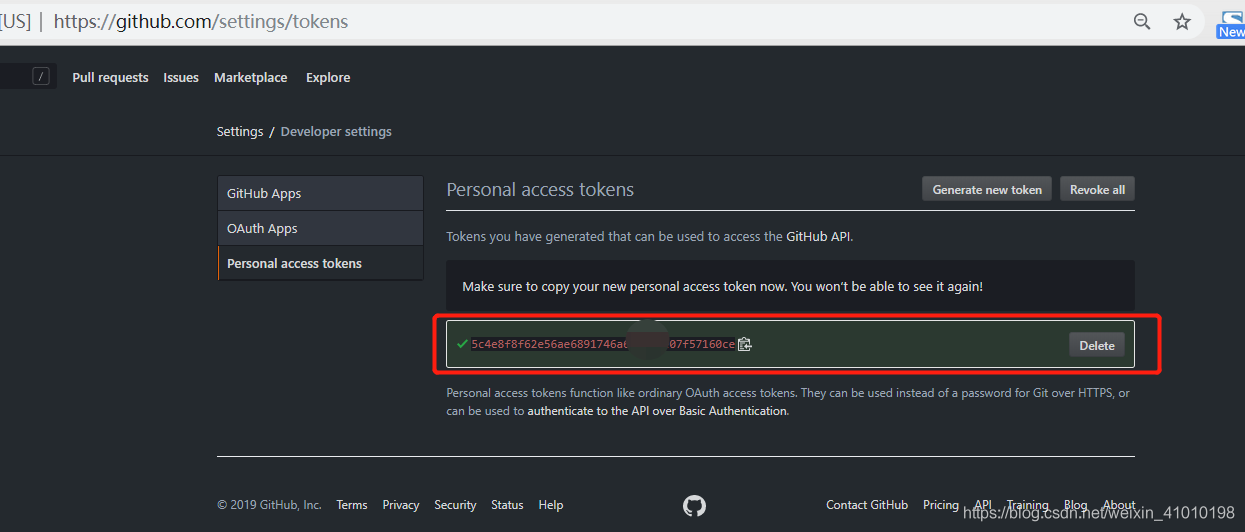 [US] | https://github.com/settings/tokens
New
/ Pull requests Issues Marketplace Explore
Settings / Developer settings
GitHub Apps
OAuth Apps
Personal access tokens
Personal access tokens
Generate new token
Revoke all
Tokens you have generated that can be used to access the GitHub API.
Make sure to copy your new personal access token now. You won't be able to see it again!
Delete
Personal access tokens function like ordinary OAuth access tokens. They can be used instead of a password for Git over HTTPS, or
can be used to authenticate to the API over Basic Authentication.
© 2019 GitHub, Inc. Terms Privacy Security Status Help
Contact GitHub Pricing API Training Blog About
https://blog.csdn.net/weixin_41010198